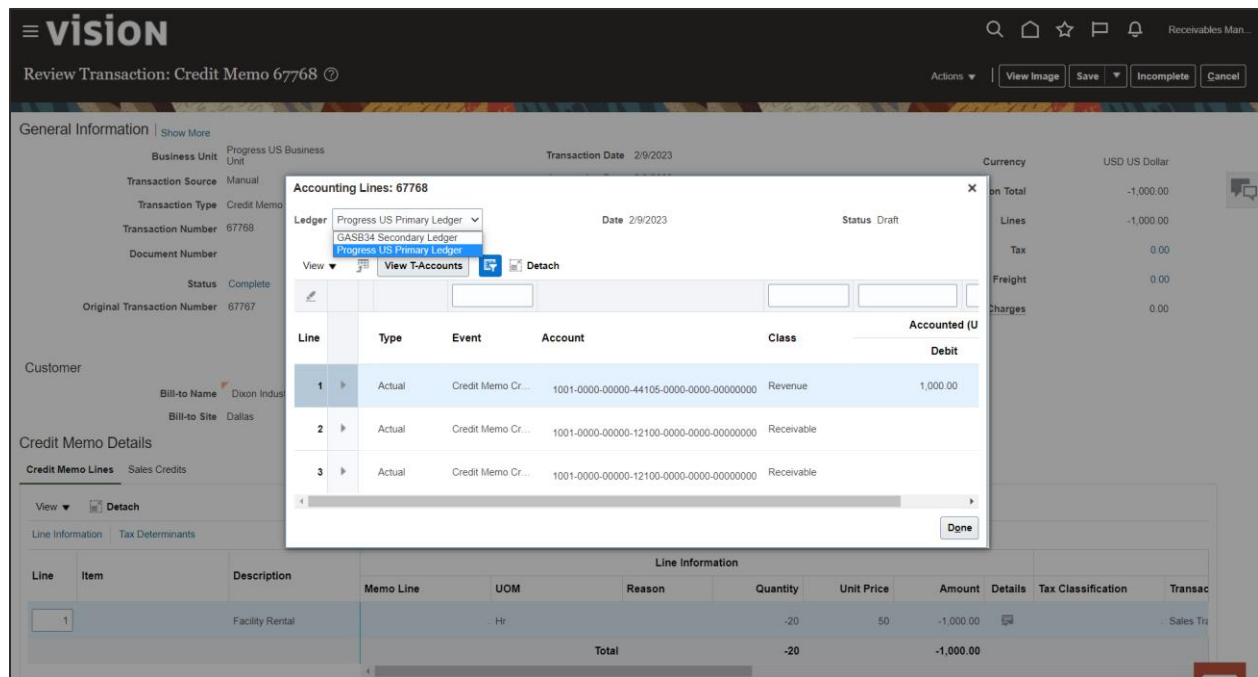 vision
Receivables Man...
Review Transaction: Credit Memo 67768
Actions
View Image
Save
Incomplete
Cancel
General Information
Show More
Business Unit Progress US Business Unit
Transaction Date 2/9/2023
Currency USD US Dollar
Transaction Source Manual
on Total -1,000.00
Transaction Type Credit Memo
Lines -1,000.00
Transaction Number 67768
Tax 0.00
Document Number
Freight 0.00
Status Complete
Charges 0.00
Original Transaction Number 67767
Customer
Bill-to Name Dixon Indus
Bill-to Site Dallas
Accounting Lines: 67768
Ledger Progress US Primary Ledger
Date 2/9/2023
Status Draft
GASB34 Secondary Ledger
Progress US Primary Ledger
View
View T-Accounts
Detach
Line Type Event Account Class Accounted (U
Debit
1 Actual Credit Memo Cr... 1001-0000-00000-44105-0000-0000-00000000 Revenue 1,000.00
2 Actual Credit Memo Cr... 1001-0000-00000-12100-0000-0000-00000000 Receivable
3 Actual Credit Memo Cr... 1001-0000-00000-12100-0000-0000-00000000 Receivable
Done
Credit Memo Details
Credit Memo Lines Sales Credits
View Detach
Line Information Tax Determinants
Line Information
Line Item Description Memo Line UOM Reason Quantity Unit Price Amount Details Tax Classification Transac
1 Facility Rental Hr -20 50 -1,000.00 Sales Tra
Total -20 -1,000.00